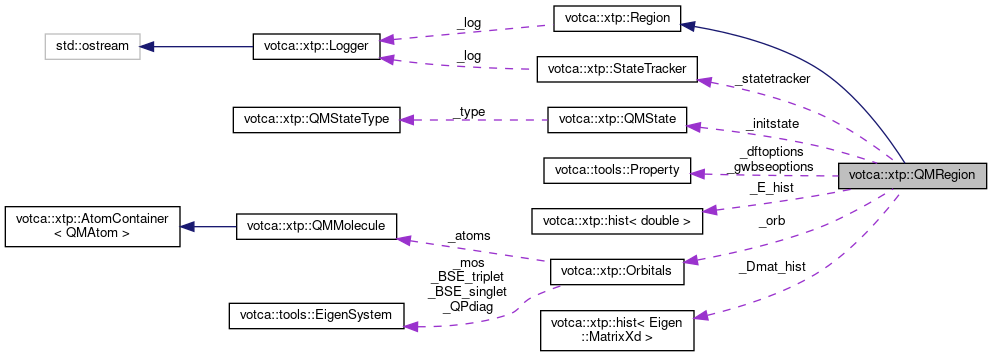 votca::xtp::Region
_log
std::ostream
votca::xtp::Logger
_log
votca::xtp::StateTracker
_statetracker
votca::xtp::QMStateType
_type
votca::xtp::QMState
_initstate
_dftoptions
_gwbseoptions
votca::tools::Property
votca::xtp::QMRegion
_E_hist
votca::xtp::AtomContainer
< QMAtom >
votca::xtp::QMMolecule
votca::xtp::hist< double >
_orb
_atoms
_mos
_BSE_triplet
_BSE_singlet
_QPdiag
votca::xtp::Orbitals
_Dmat_hist
votca::tools::EigenSystem
votca::xtp::hist< Eigen
::MatrixXd >